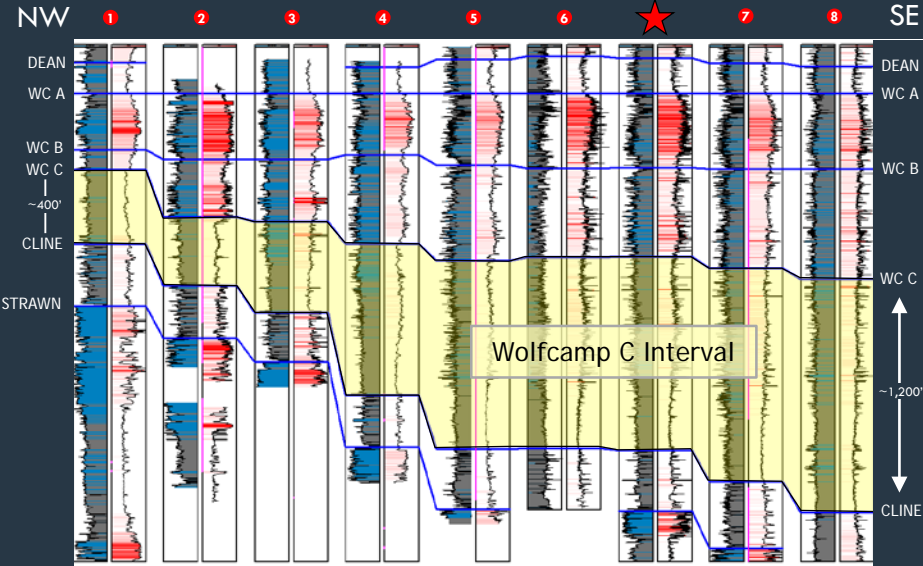 NW 1 2 3 4 5 6 7 8 SE
DEAN
WC A
WC B
WC C
~400'
CLINE
STRAWN
Wolfcamp C Interval
DEAN
WC A
WC B
WC C
~1,200'
CLINE